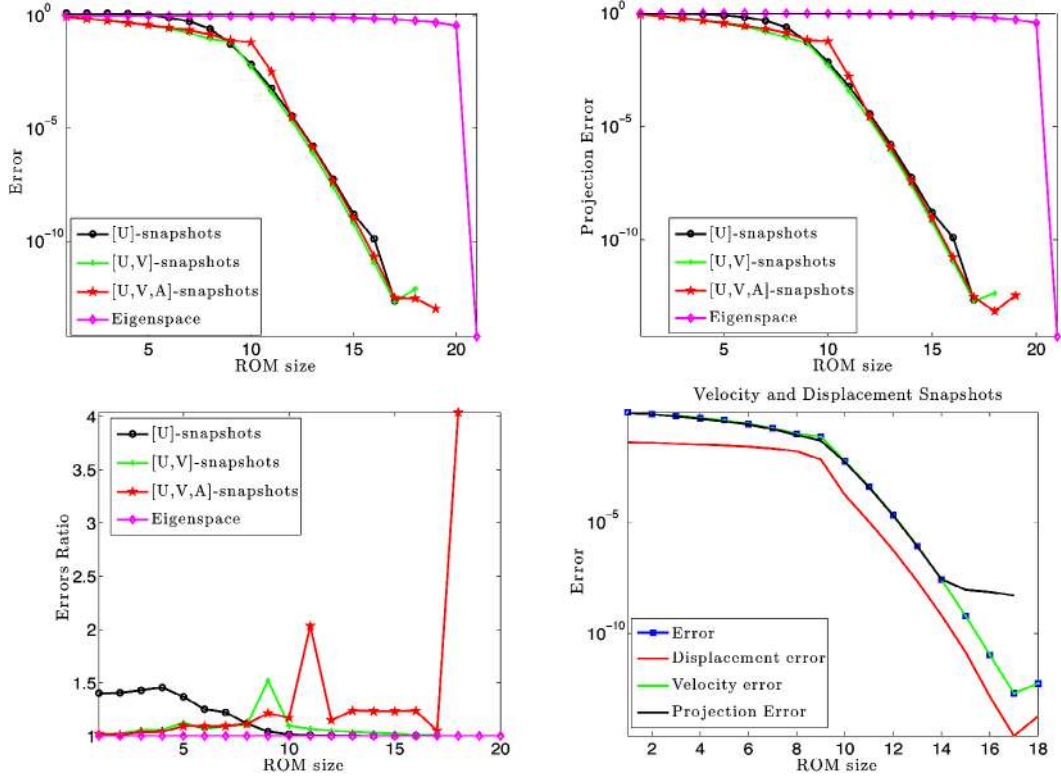 10^0
10^-5
10^-10
Error
5 10 15 20
ROM size
[U]-snapshots
[U,V]-snapshots
[U,V,A]-snapshots
Eigenspace
10^0
10^-5
10^-10
Projection Error
5 10 15 20
ROM size
[U]-snapshots
[U,V]-snapshots
[U,V,A]-snapshots
Eigenspace
4
3.5
3
2.5
2
1.5
1
Errors Ratio
5 10 15 20
ROM size
[U]-snapshots
[U,V]-snapshots
[U,V,A]-snapshots
Eigenspace
Velocity and Displacement Snapshots
10^-5
10^-10
Error
2 4 6 8 10 12 14 16 18
ROM size
Error
Displacement error
Velocity error
Projection Error